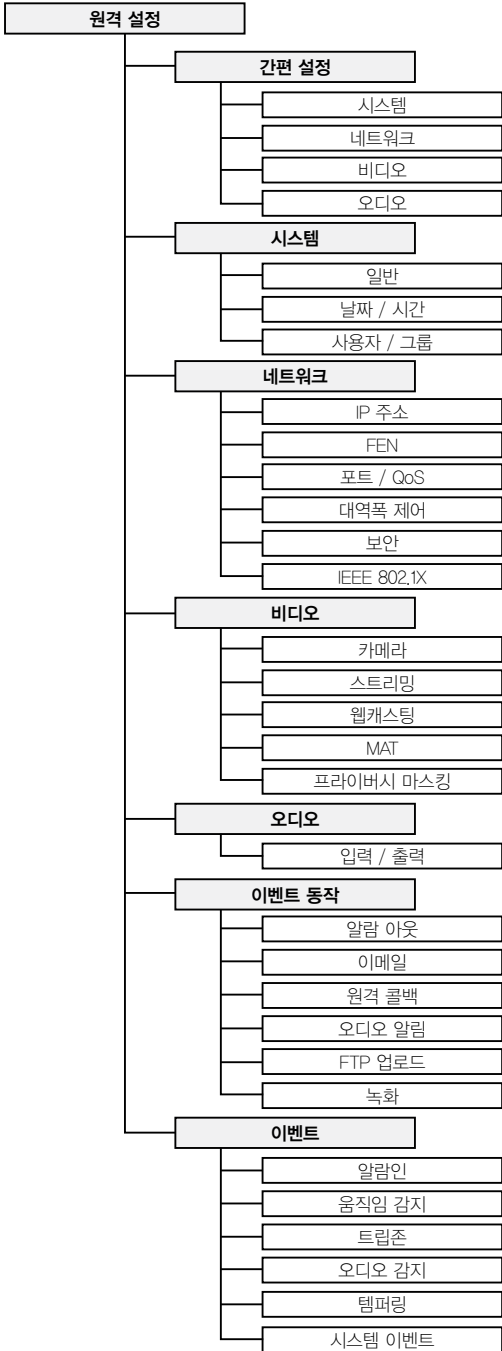 원격 설정
간편 설정
시스템
네트워크
비디오
오디오
시스템
일반
날짜 / 시간
사용자 / 그룹
네트워크
IP 주소
FEN
포트 / QoS
대역폭 제어
보안
IEEE 802.1X
비디오
카메라
스트리밍
웹캐스팅
MAT
프라이버시 마스킹
오디오
입력 / 출력
이벤트 동작
알람 아웃
이메일
원격 콜백
오디오 알림
FTP 업로드
녹화
이벤트
알람인
움직임 감지
트립존
오디오 감지
템퍼링
시스템 이벤트